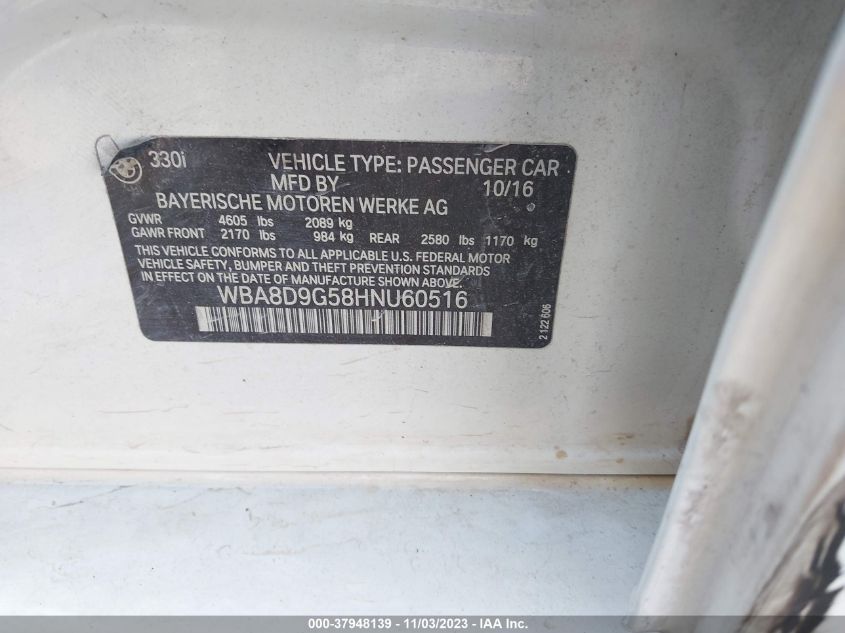 330i VEHICLE TYPE: PASSENGER CAR
MFD BY 10/16
BAYERISCHE MOTOREN WERKE AG
GVWR 4605 lbs 2089 kg
GAWR FRONT 2170 lbs 984 kg REAR 2580 lbs 1170 kg
THIS VEHICLE CONFORMS TO ALL APPLICABLE U.S. FEDERAL MOTOR
VEHICLE SAFETY, BUMPER AND THEFT PREVENTION STANDARDS
IN EFFECT ON THE DATE OF MANUFACTURE SHOWN ABOVE.
WBA8D9G58HNU60516
2 122 606
000-37948139 - 11/03/2023 - IAA Inc.